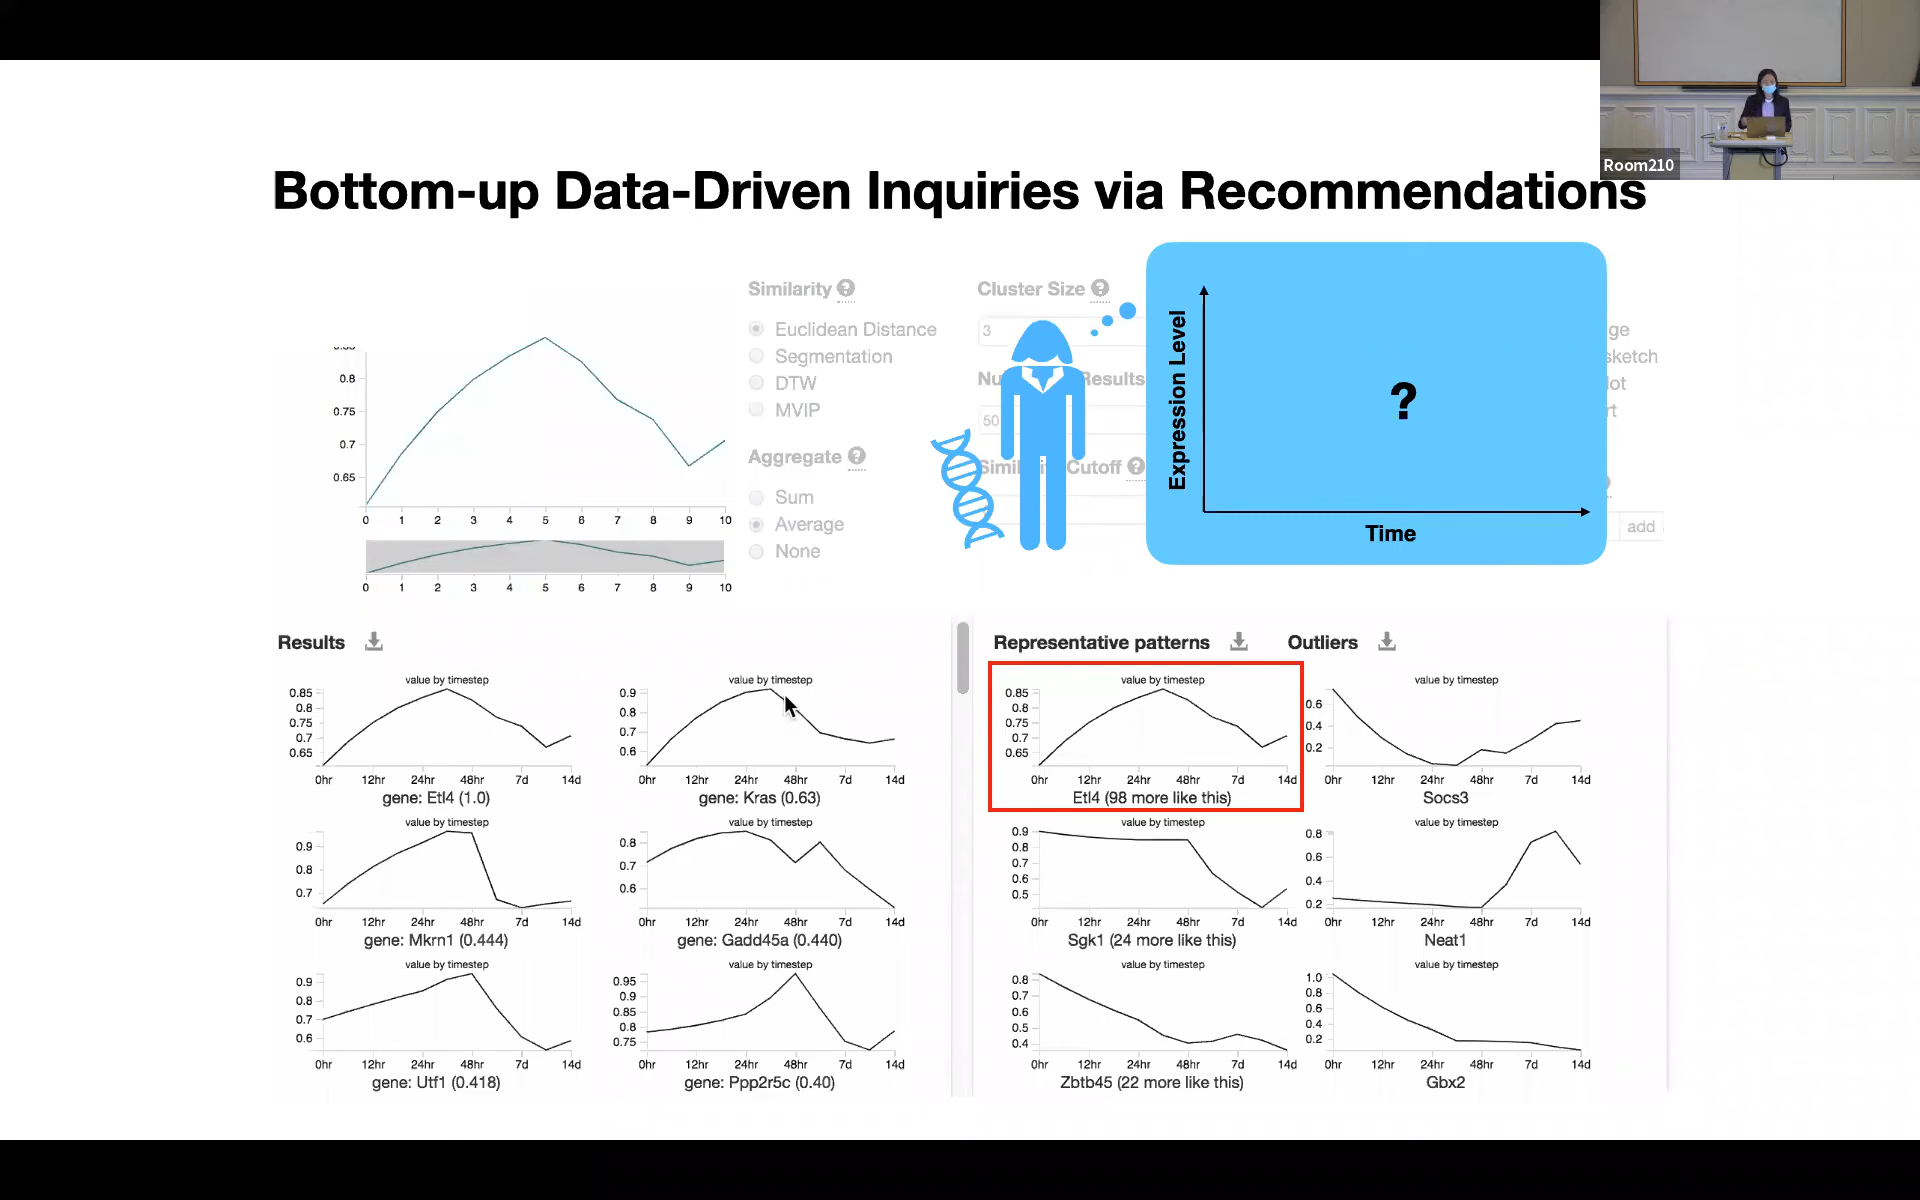 Room210
Bottom-up Data-Driven Inquiries via Recommendations
0.8
0.75
0.7
0.65
0 1 2 3 4 5 6 7 8 9 10
0 1 2 3 4 5 6 7 8 9 10
Similarity ?
Euclidean Distance
Segmentation
DTW
MVIP
Aggregate ?
Sum
Average
None
Cluster Size ?
3
Results
50
Cutoff ?
Expression Level
?
Time
ge
sketch
add
Results
value by timestep
0.85
0.8
0.75
0.7
0.65
0hr 12hr 24hr 48hr 7d 14d
gene: Etl4 (1.0)
value by timestep
0.9
0.8
0.7
0.6
0hr 12hr 24hr 48hr 7d 14d
gene: Kras (0.63)
value by timestep
0.9
0.8
0.7
0hr 12hr 24hr 48hr 7d 14d
gene: Mkrn1 (0.444)
value by timestep
0.8
0.7
0.6
0hr 12hr 24hr 48hr 7d 14d
gene: Gadd45a (0.440)
value by timestep
0.9
0.8
0.7
0.6
0hr 12hr 24hr 48hr 7d 14d
gene: Utf1 (0.418)
value by timestep
0.95
0.9
0.85
0.8
0.75
0hr 12hr 24hr 48hr 7d 14d
gene: Ppp2r5c (0.40)
Representative patterns
value by timestep
0.85
0.8
0.75
0.7
0.65
0hr 12hr 24hr 48hr 7d 14d
Etl4 (98 more like this)
value by timestep
0.9
0.8
0.7
0.6
0.5
0hr 12hr 24hr 48hr 7d 14d
Sgk1 (24 more like this)
value by timestep
0.8
0.7
0.6
0.5
0.4
0hr 12hr 24hr 48hr 7d 14d
Zbtb45 (22 more like this)
Outliers
value by timestep
0.6
0.4
0.2
0hr 12hr 24hr 48hr 7d 14d
Socs3
value by timestep
0.8
0.6
0.4
0.2
0hr 12hr 24hr 48hr 7d 14d
Neat1
value by timestep
1.0
0.8
0.6
0.4
0.2
0hr 12hr 24hr 48hr 7d 14d
Gbx2